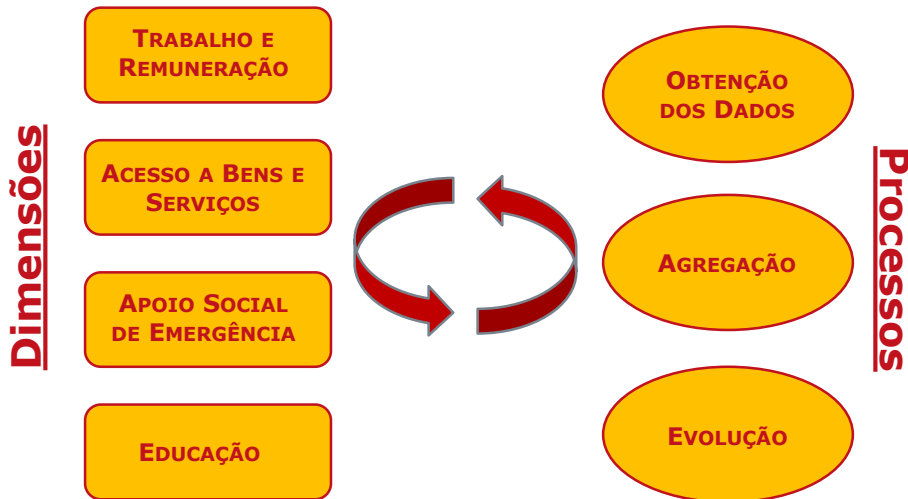 Dimensões
TRABALHO E
REMUNERAÇÃO
ACESSO A BENS E
SERVIÇOS
APOIO SOCIAL
DE EMERGÊNCIA
EDUCAÇÃO
OBTENÇÃO
DOS DADOS
AGREGAÇÃO
EVOLUÇÃO
Processos